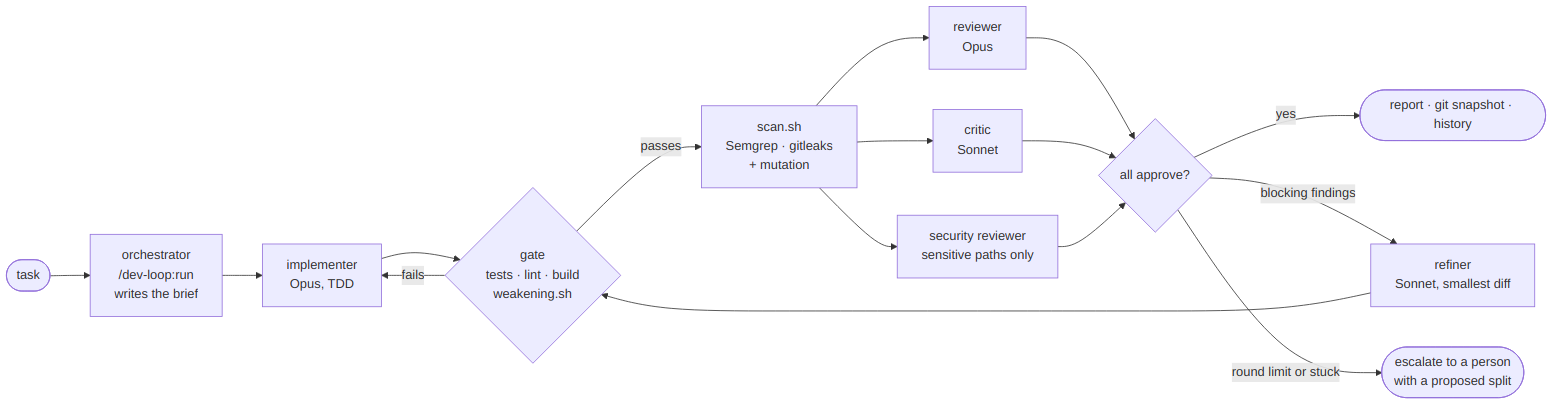 task
orchestrator
/dev-loop:run
writes the brief
implementer
Opus, TDD
fails
gate
tests · lint · build
weakening.sh
passes
scan.sh
Semgrep · gitleaks
+ mutation
reviewer
Opus
critic
Sonnet
security reviewer
sensitive paths only
all approve?
yes
report · git snapshot ·
history
blocking findings
refiner
Sonnet, smallest diff
round limit or stuck
escalate to a person
with a proposed split